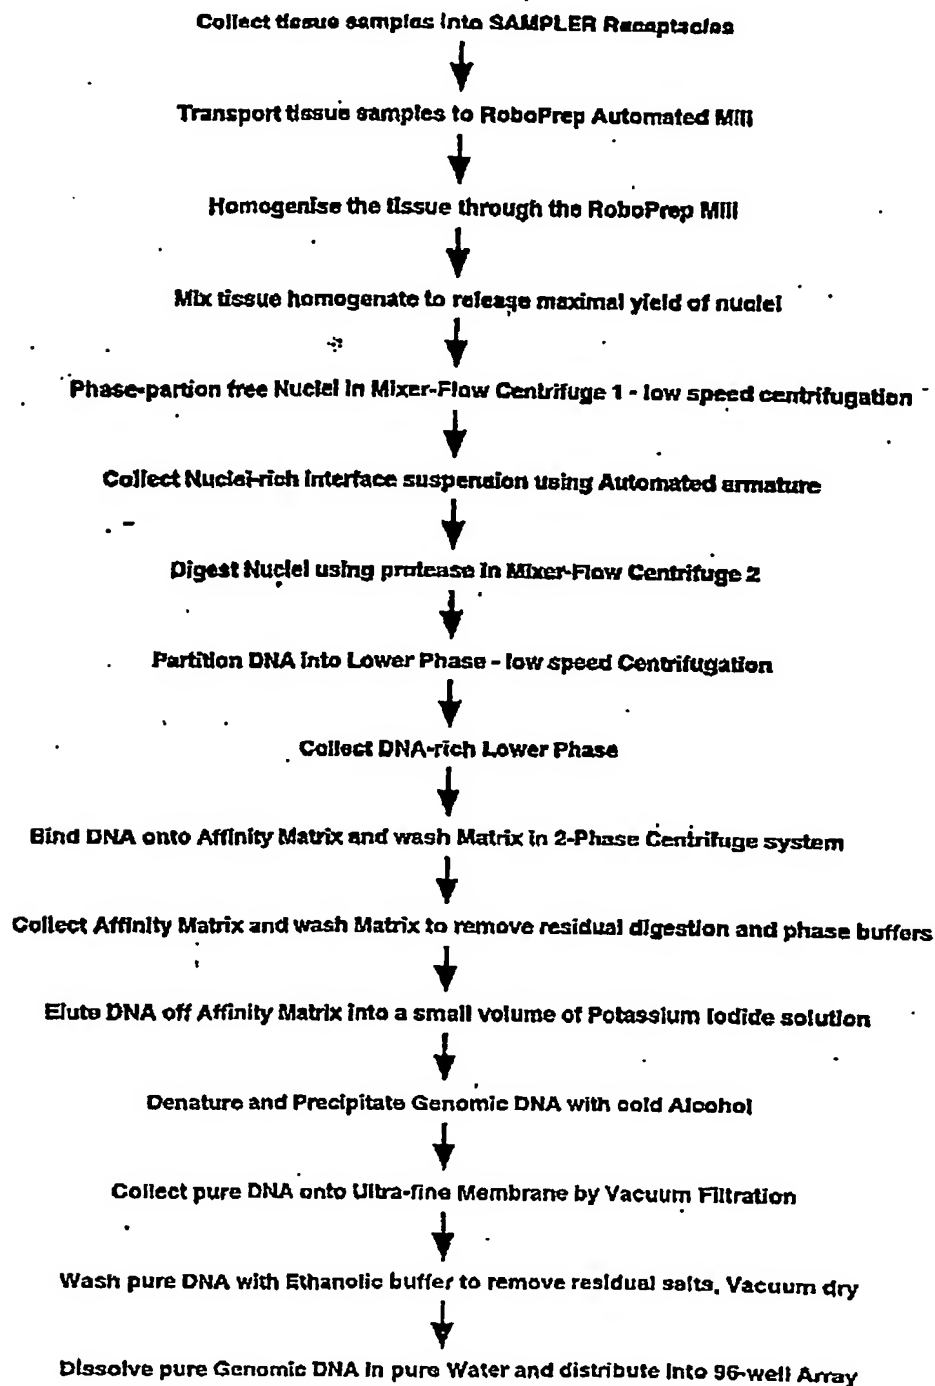 Collect tissue samples into SAMPLER Receptacles
Transport tissue samples to RoboPrep Automated Mill
Homogenise the tissue through the RoboPrep Mill
Mix tissue homogenate to release maximal yield of nuclei
Phase-partion free Nuclei in Mixer-Flow Centrifuge 1 - low speed centrifugation
Collect Nuclei-rich interface suspension using Automated armature
Digest Nuclei using protease in Mixer-Flow Centrifuge 2
Partition DNA into Lower Phase - low speed Centrifugation
Collect DNA-rich Lower Phase
Bind DNA onto Affinity Matrix and wash Matrix in 2-Phase Centrifuge system
Collect Affinity Matrix and wash Matrix to remove residual digestion and phase buffers
Elute DNA off Affinity Matrix into a small volume of Potassium Iodide solution
Denature and Precipitate Genomic DNA with cold Alcohol
Collect pure DNA onto Ultra-fine Membrane by Vacuum Filtration
Wash pure DNA with Ethanolic buffer to remove residual salts, Vacuum dry
Dissolve pure Genomic DNA in pure Water and distribute into 96-well Array